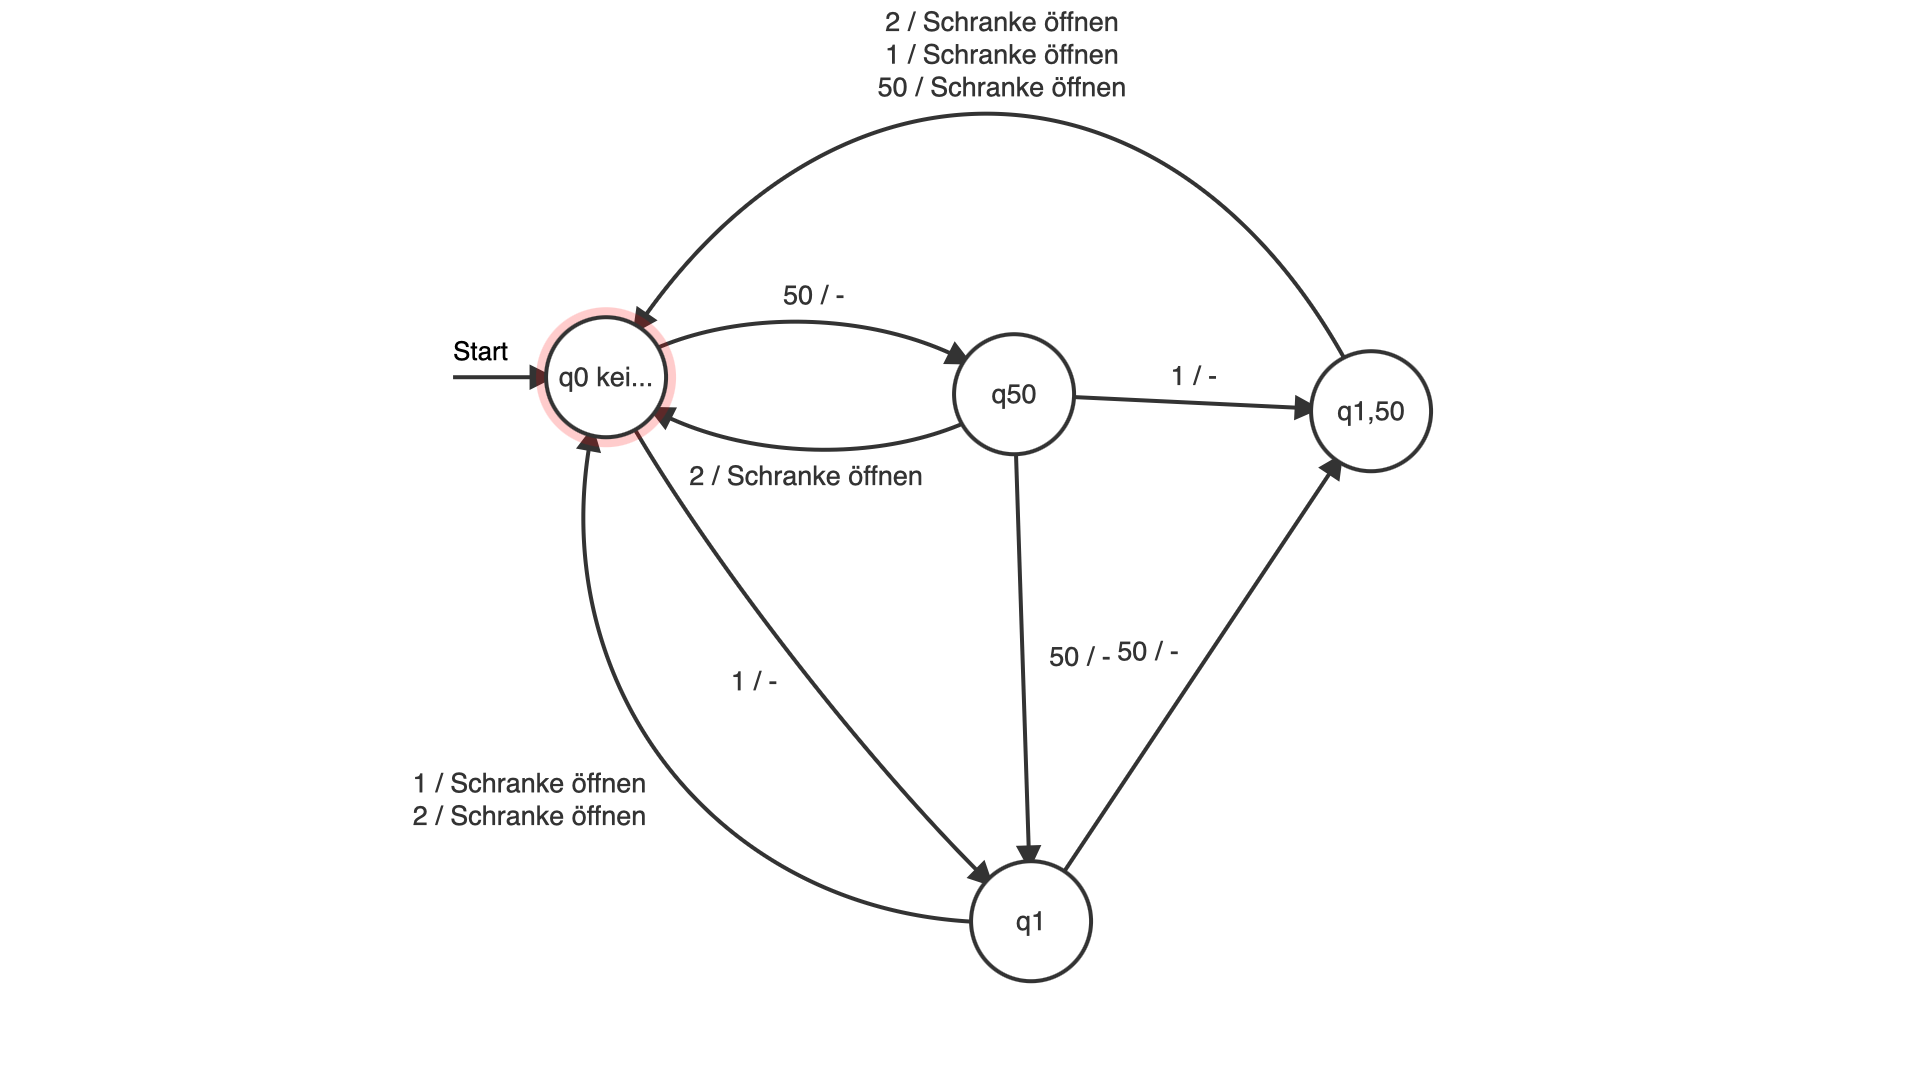 2 / Schranke öffnen
1 / Schranke öffnen
50 / Schranke öffnen
50 / -
Start
q0 kei...
q50
1 / -
q1,50
2 / Schranke öffnen
50 / -
50 / -
1 / -
1 / Schranke öffnen
2 / Schranke öffnen
q1